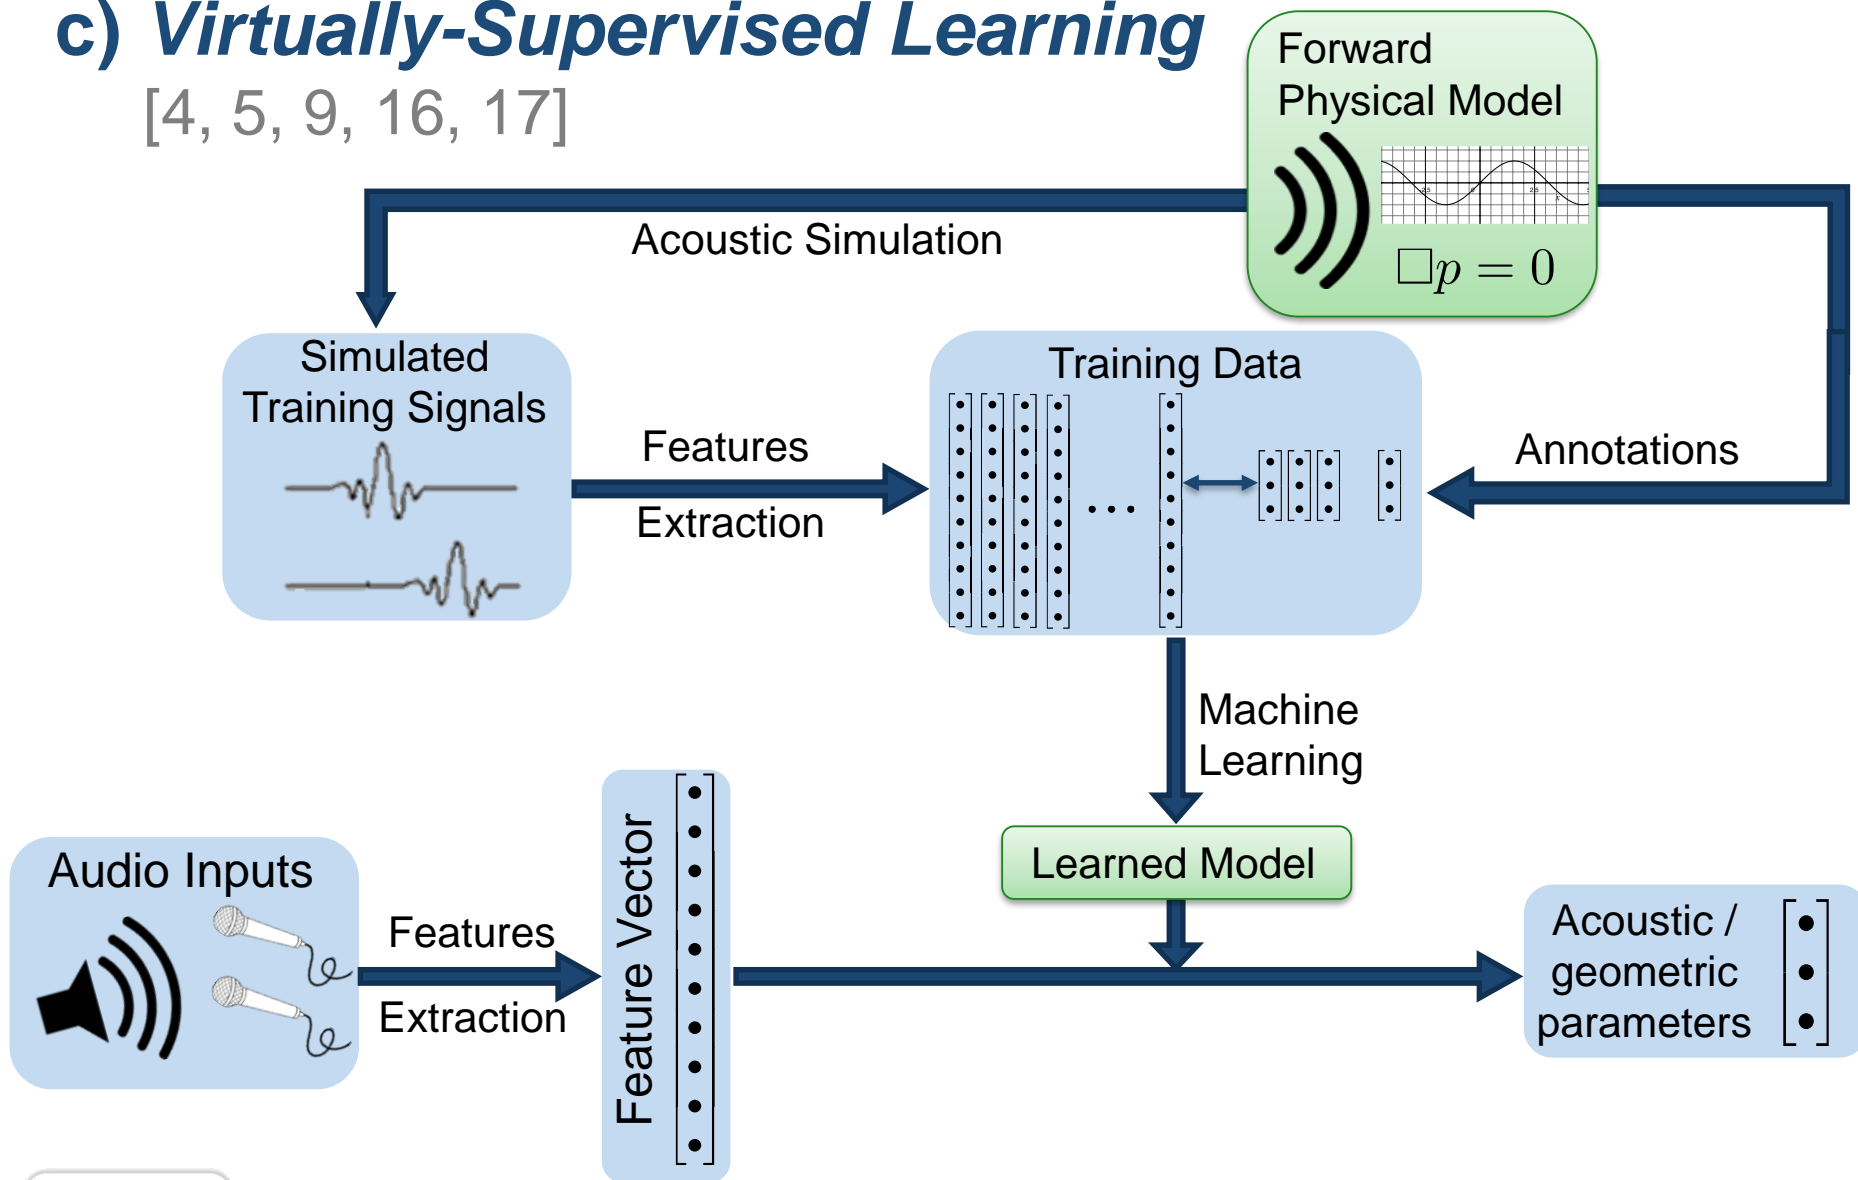 c) Virtually-Supervised Learning
[4, 5, 9, 16, 17]
Forward
Physical Model
□p = 0
Acoustic Simulation
Simulated
Training Signals
Features
Extraction
Training Data
...
Annotations
Machine
Learning
Learned Model
Audio Inputs
Features
Extraction
Feature Vector
Acoustic /
geometric
parameters